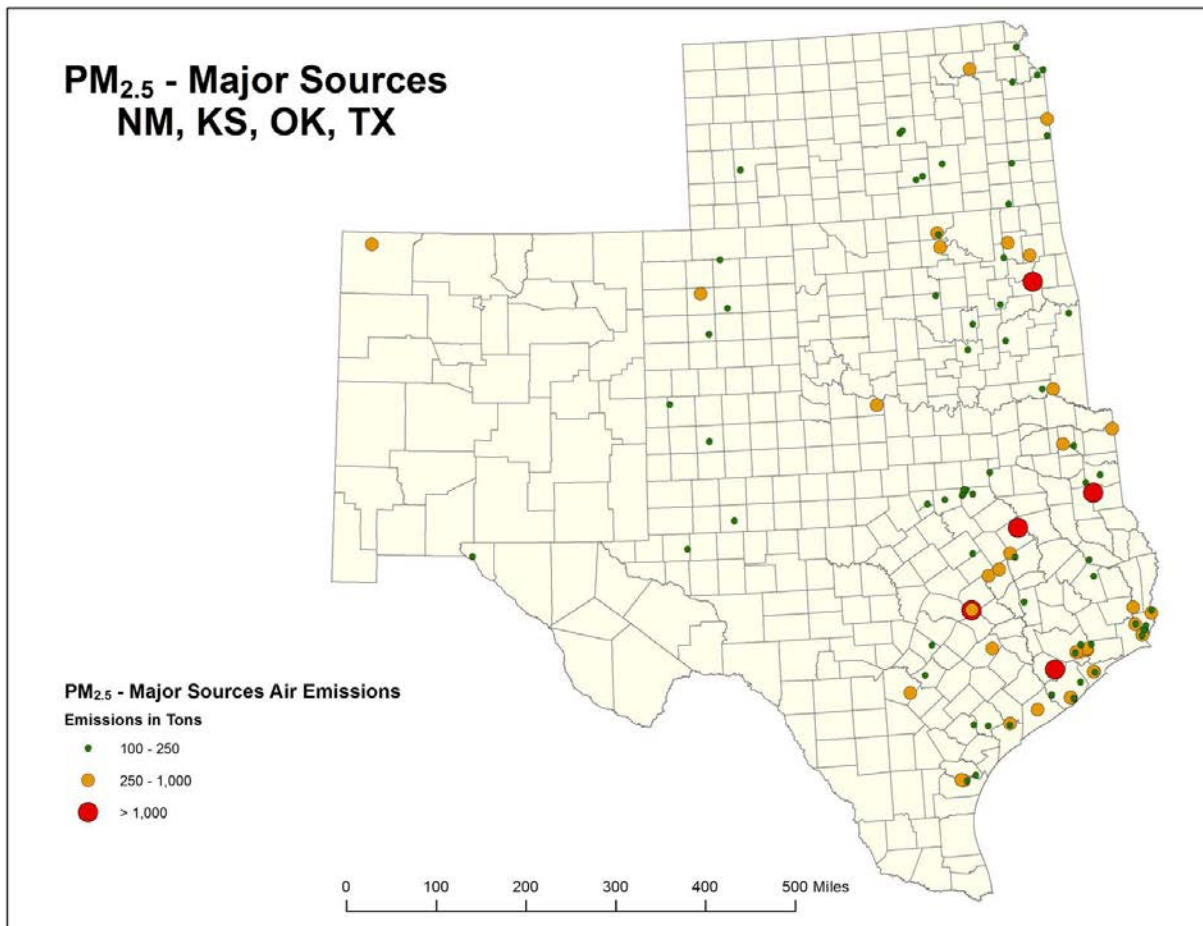 PM2.5 - Major Sources
NM, KS, OK, TX
PM2.5 - Major Sources Air Emissions
Emissions in Tons
100 - 250
250 - 1,000
> 1,000
0 100 200 300 400 500 Miles